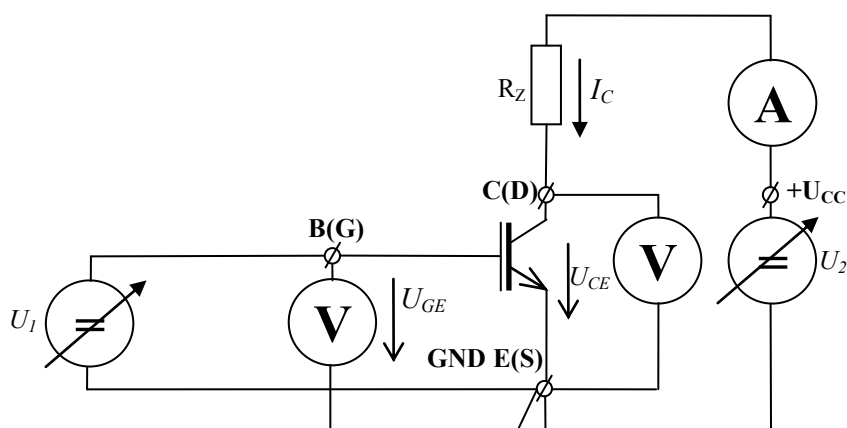 R_Z
I_C
A
C(D)
+U_CC
B(G)
U_1
=
V
U_GE
U_CE
V
=
U_2
GND E(S)